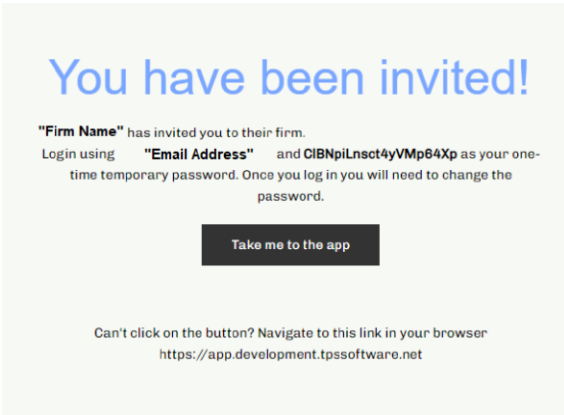 You have been invited!
"Firm Name" has invited you to their firm.
Login using "Email Address" and ClBNpiLnsct4yVMp64Xp as your one-
time temporary password. Once you log in you will need to change the
password.
Take me to the app
Can't click on the button? Navigate to this link in your browser
https://app.development.tpssoftware.net